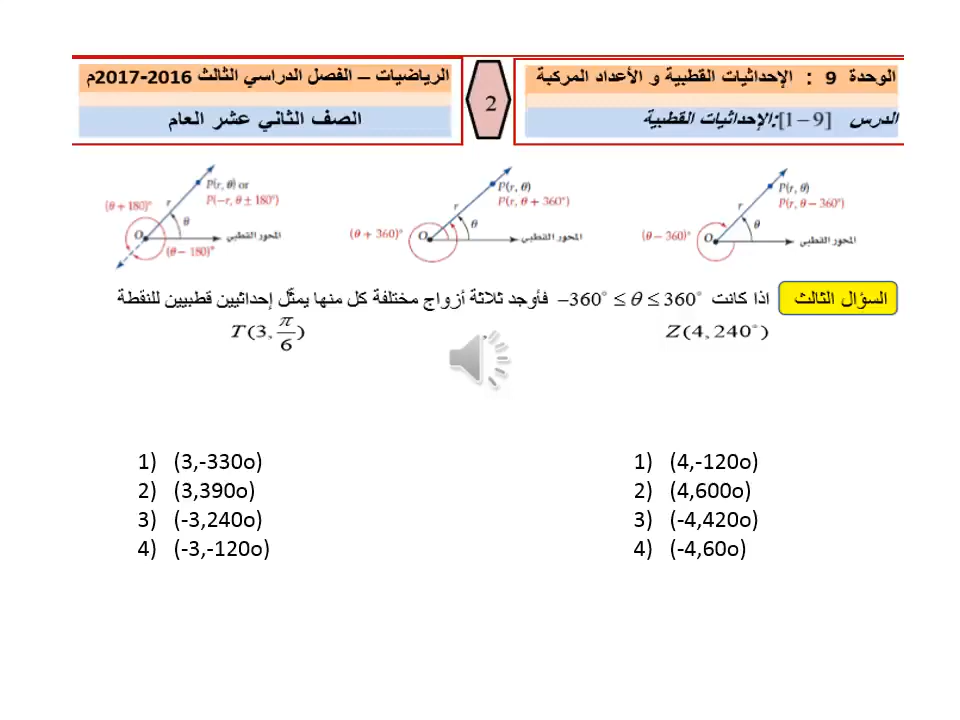 الوحدة 9 : الإحداثيات القطبية و الأعداد المركبة
الدرس [9 – 1]:الإحداثيات القطبية
2
الرياضيات – الفصل الدراسي الثالث 2016-2017م
الصف الثاني عشر العام
P(r, θ)
P(r, θ – 360°)
r
θ
(θ – 360)°
O
المحور القطبي
P(r, θ)
P(r, θ + 360°)
r
θ
(θ + 360)°
O
المحور القطبي
P(r, θ) or
P(–r, θ ± 180°)
(θ + 180)°
r
θ
O
المحور القطبي
(θ – 180)°
السؤال الثالث اذا كانت –360° ≤ θ ≤ 360° فأوجد ثلاثة أزواج مختلفة كل منها يمثّل إحداثيين قطبيين للنقطة
Z(4, 240°)
T(3, π/6)
1) (4,-120o)
2) (4,600o)
3) (-4,420o)
4) (-4,60o)
1) (3,-330o)
2) (3,390o)
3) (-3,240o)
4) (-3,-120o)